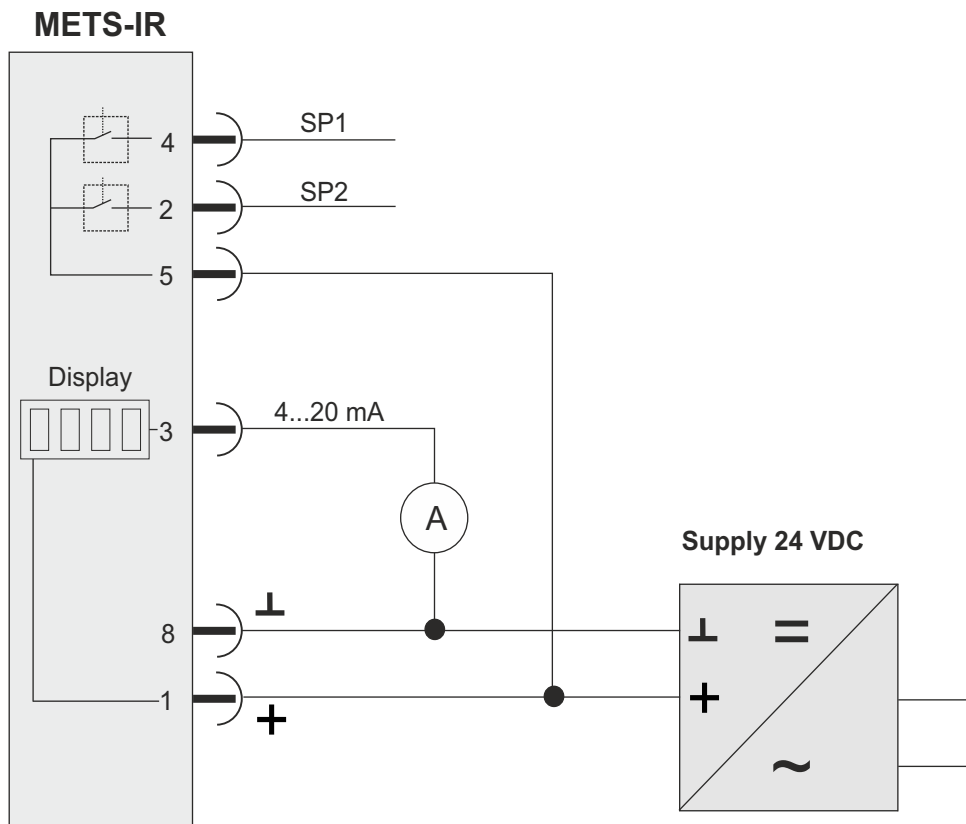 METS-IR
4
SP1
2
SP2
5
Display
3
4...20 mA
A
Supply 24 VDC
8
⊥
⊥ =
1
+
+
~